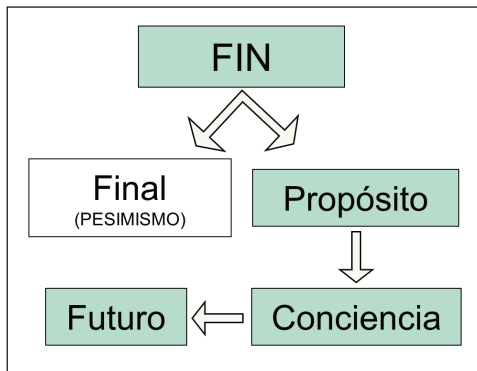 FIN
Final
(PESIMISMO)
Propósito
Futuro
Conciencia